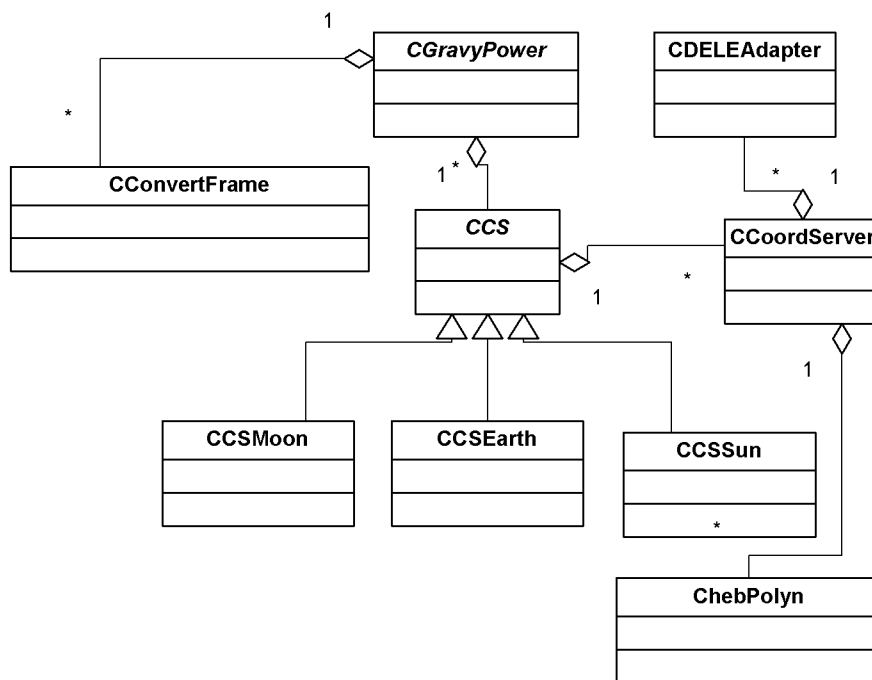 1
CGravyPower
CDELEAdapter
*
1
*
*
1
CConvertFrame
CCS
CCoordServer
1
*
1
CCSMoon
CCSEarth
CCSSun
*
ChebPolyn